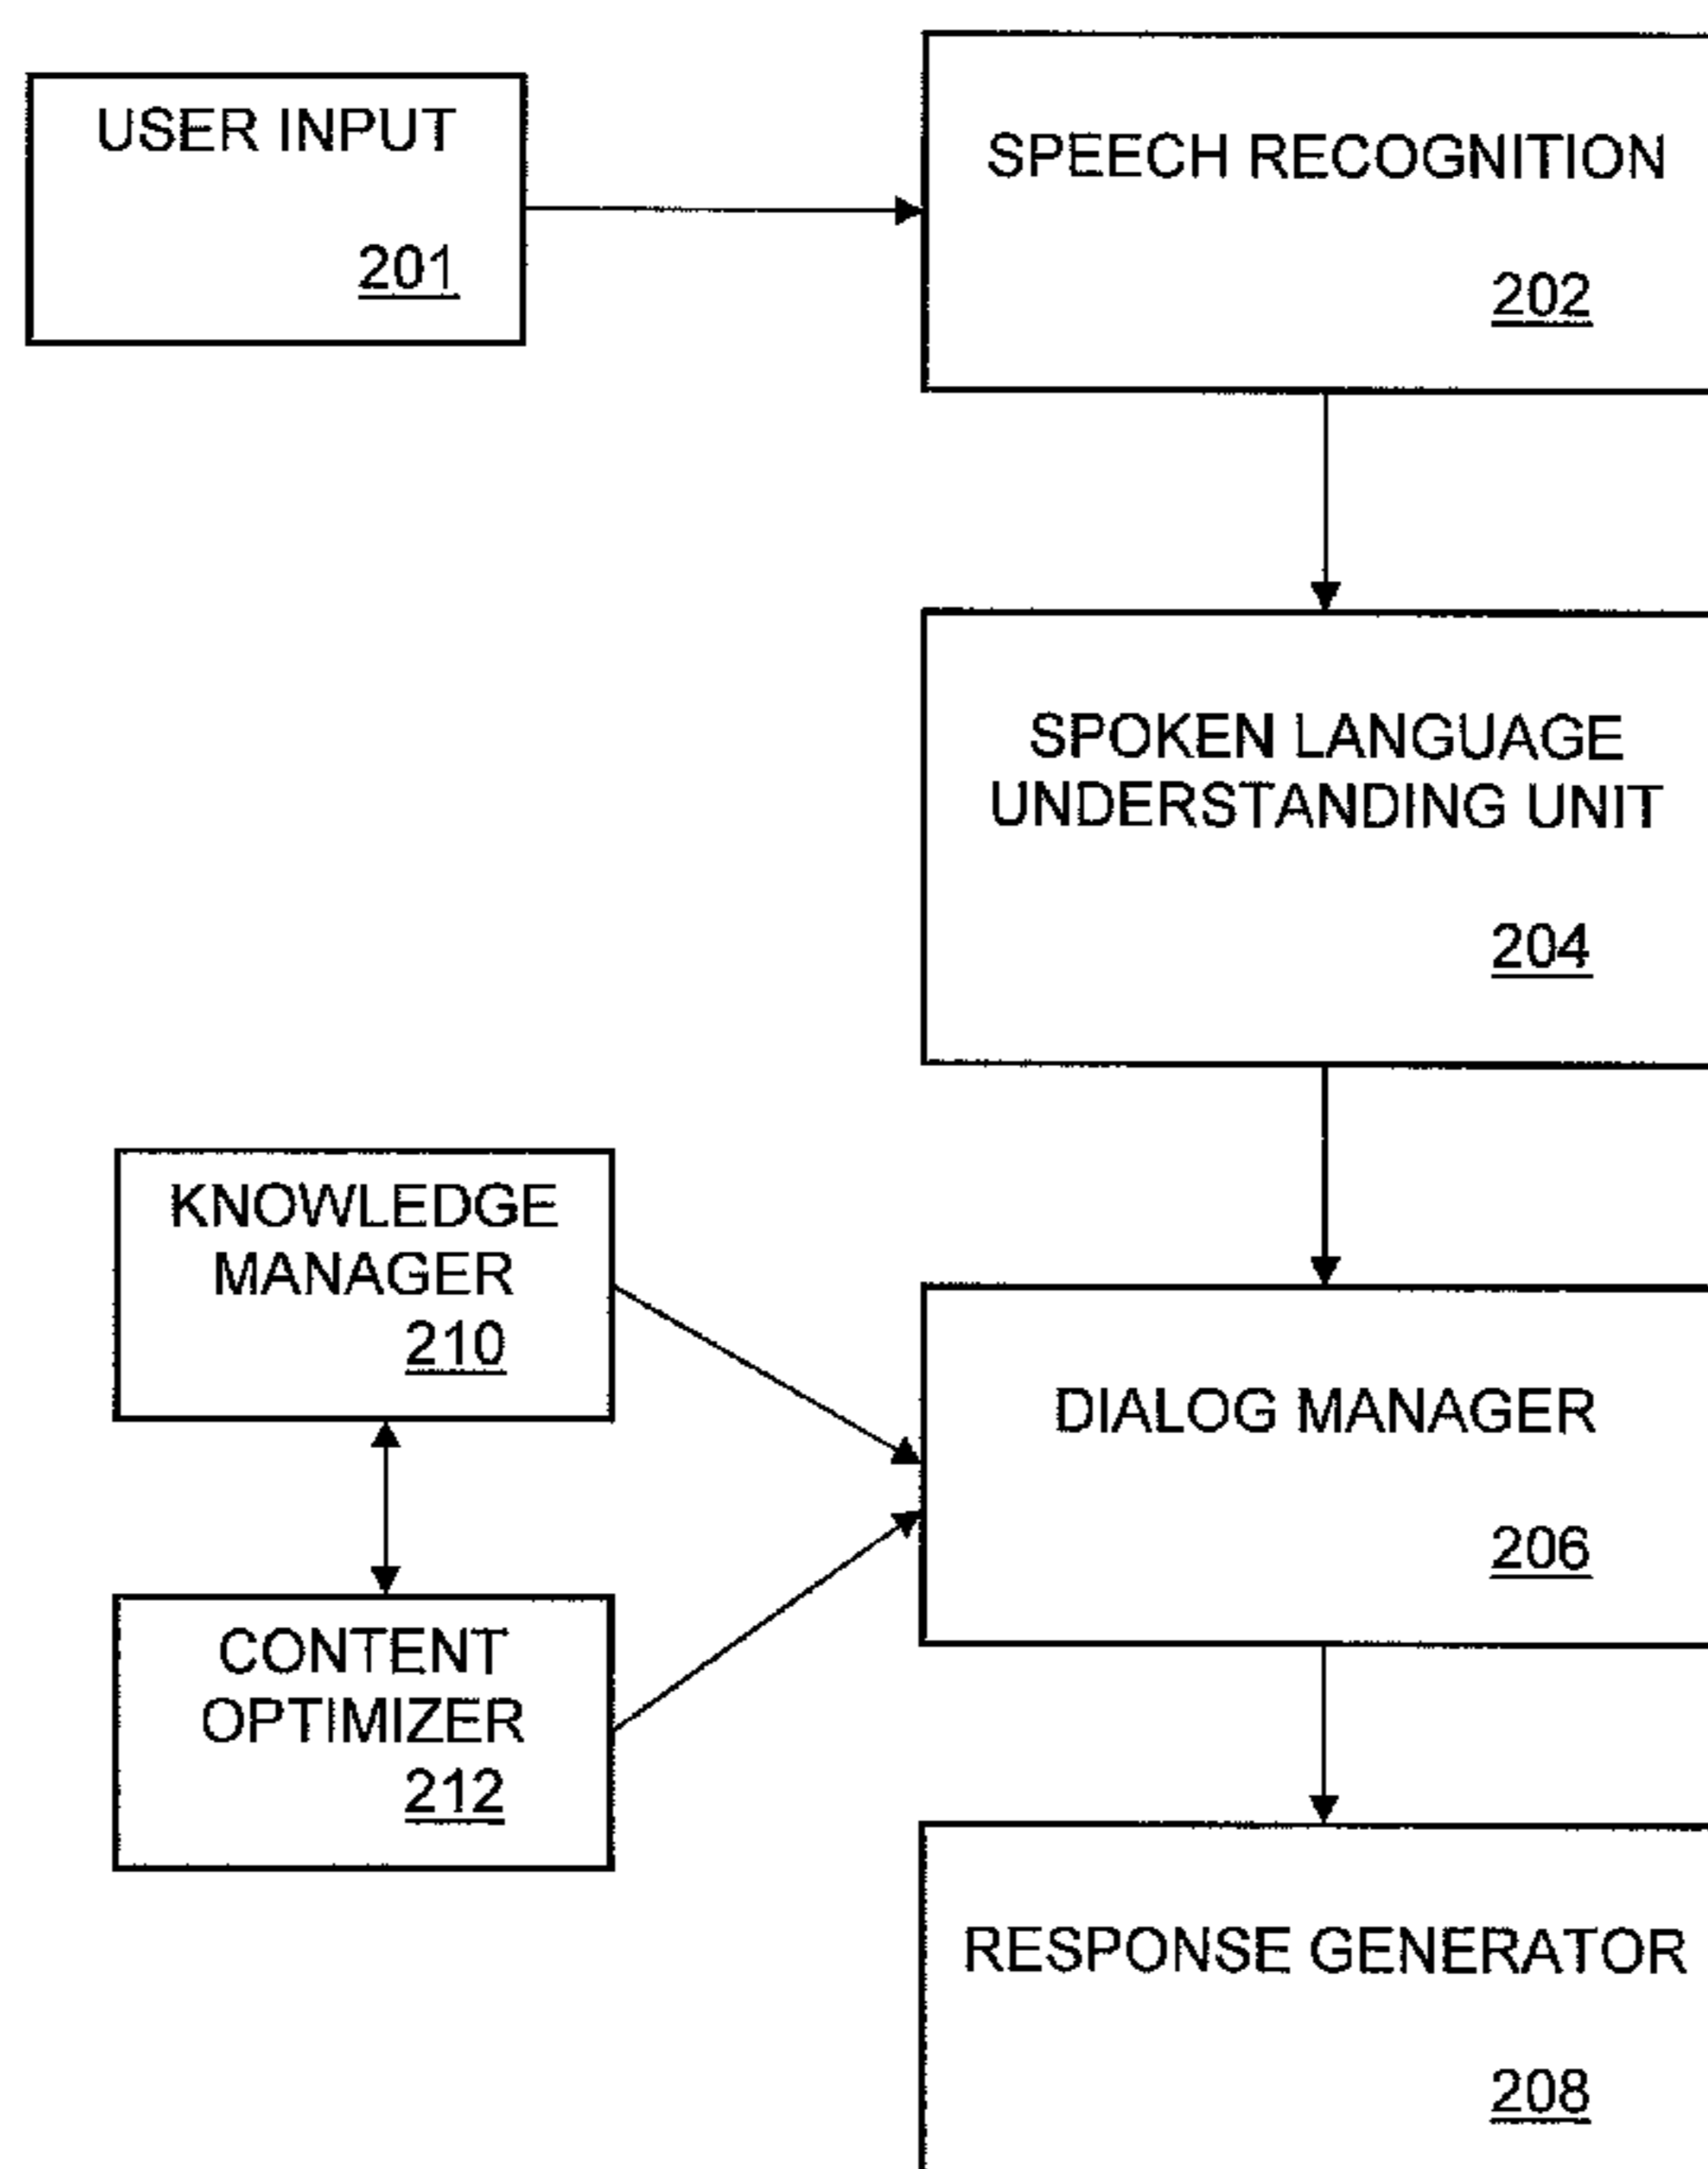 USER INPUT
201
SPEECH RECOGNITION
202
SPOKEN LANGUAGE
UNDERSTANDING UNIT
204
KNOWLEDGE
MANAGER
210
DIALOG MANAGER
206
CONTENT
OPTIMIZER
212
RESPONSE GENERATOR
208